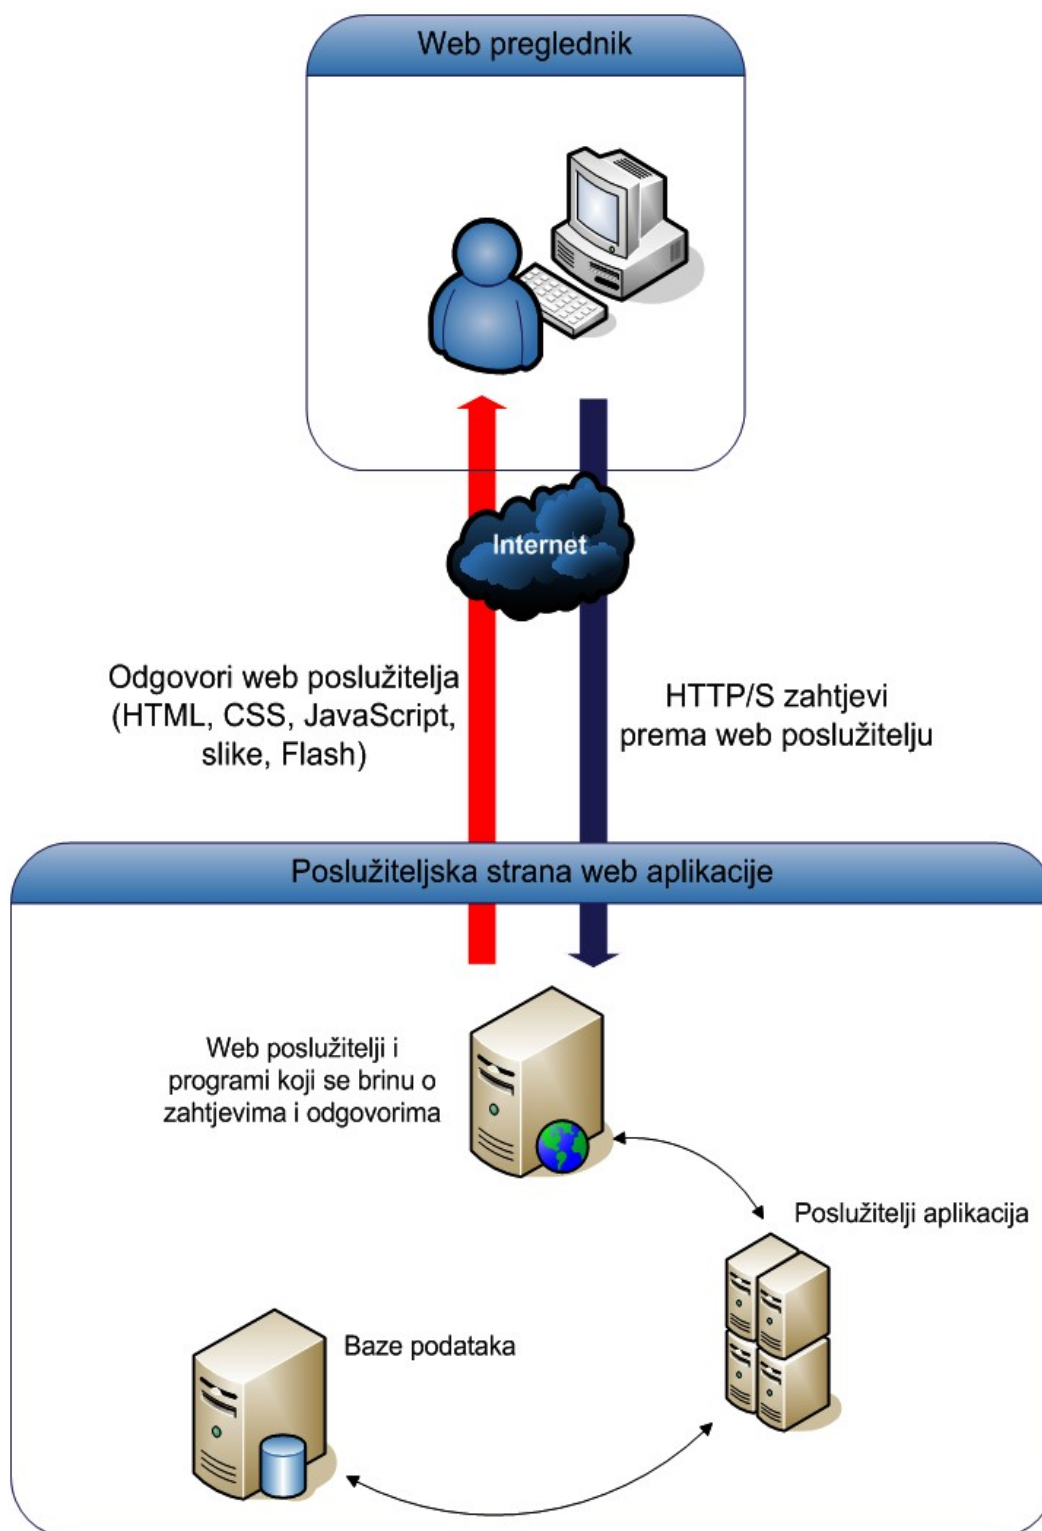 Web preglednik
Internet
Odgovori web poslužitelja
(HTML, CSS, JavaScript,
slike, Flash)
HTTP/S zahtjevi
prema web poslužitelju
Poslužiteljska strana web aplikacije
Web poslužitelji i
programi koji se brinu o
zahtjevima i odgovorima
Poslužitelji aplikacija
Baze podataka